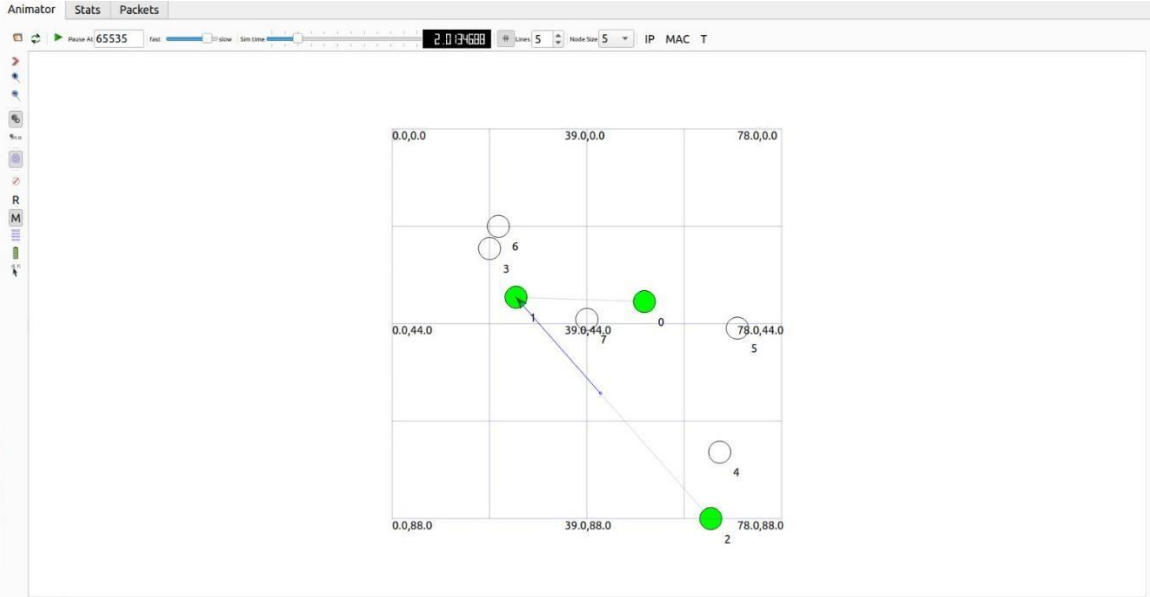 Animator Stats Packets
Pause At 65535 fast slow Sim time 2.0134688 Lines 5 Node Size 5 IP MAC T
R
M
0.0,0.0 39.0,0.0 78.0,0.0
6
3
1
0
0.0,44.0 39.0,44.0 78.0,44.0
7
5
4
0.0,88.0 39.0,88.0 78.0,88.0
2